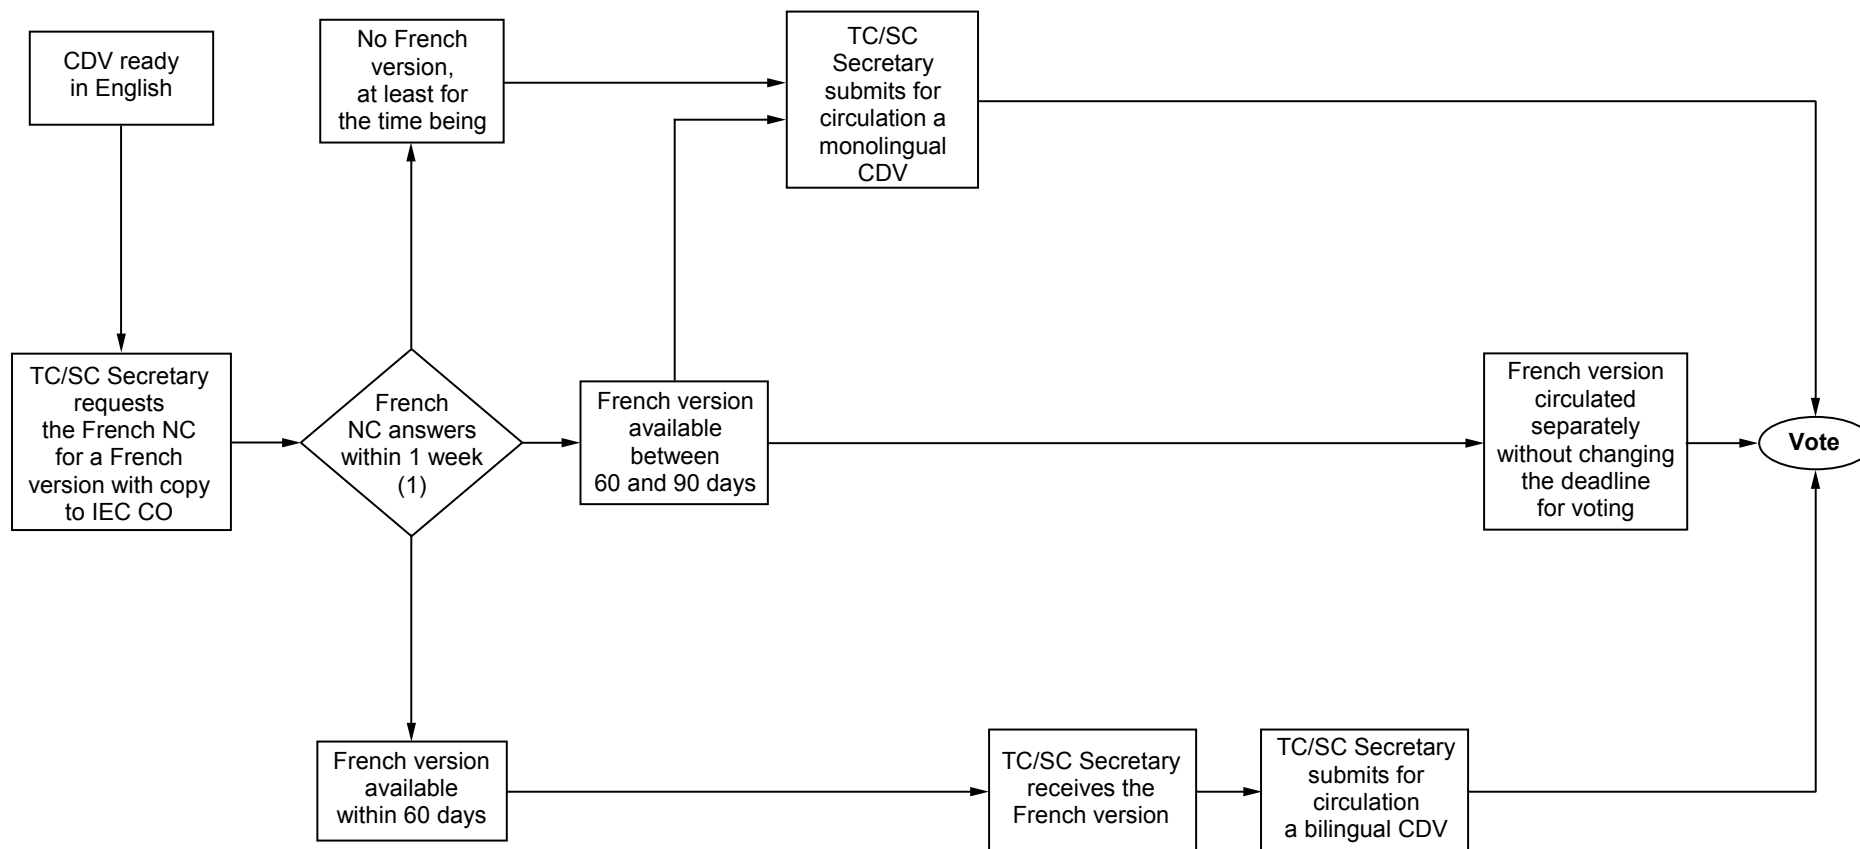 CDV ready
in English
No French
version,
at least for
the time being
TC/SC
Secretary
submits for
circulation a
monolingual
CDV
TC/SC Secretary
requests
the French NC
for a French
version with copy
to IEC CO
French
NC answers
within 1 week
(1)
French version
available
between
60 and 90 days
French version
circulated
separately
without changing
the deadline
for voting
Vote
French version
available
within 60 days
TC/SC Secretary
receives the
French version
TC/SC Secretary
submits for
circulation
a bilingual CDV